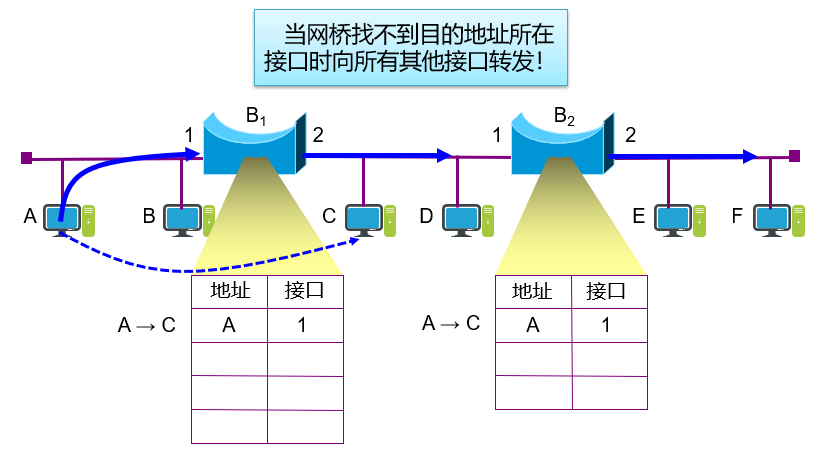 当网桥找不到目的地址所在
接口时向所有其他接口转发！
B1
B2
1
2
1
2
A
B
C
D
E
F
地址 接口
A → C A 1
地址 接口
A → C A 1